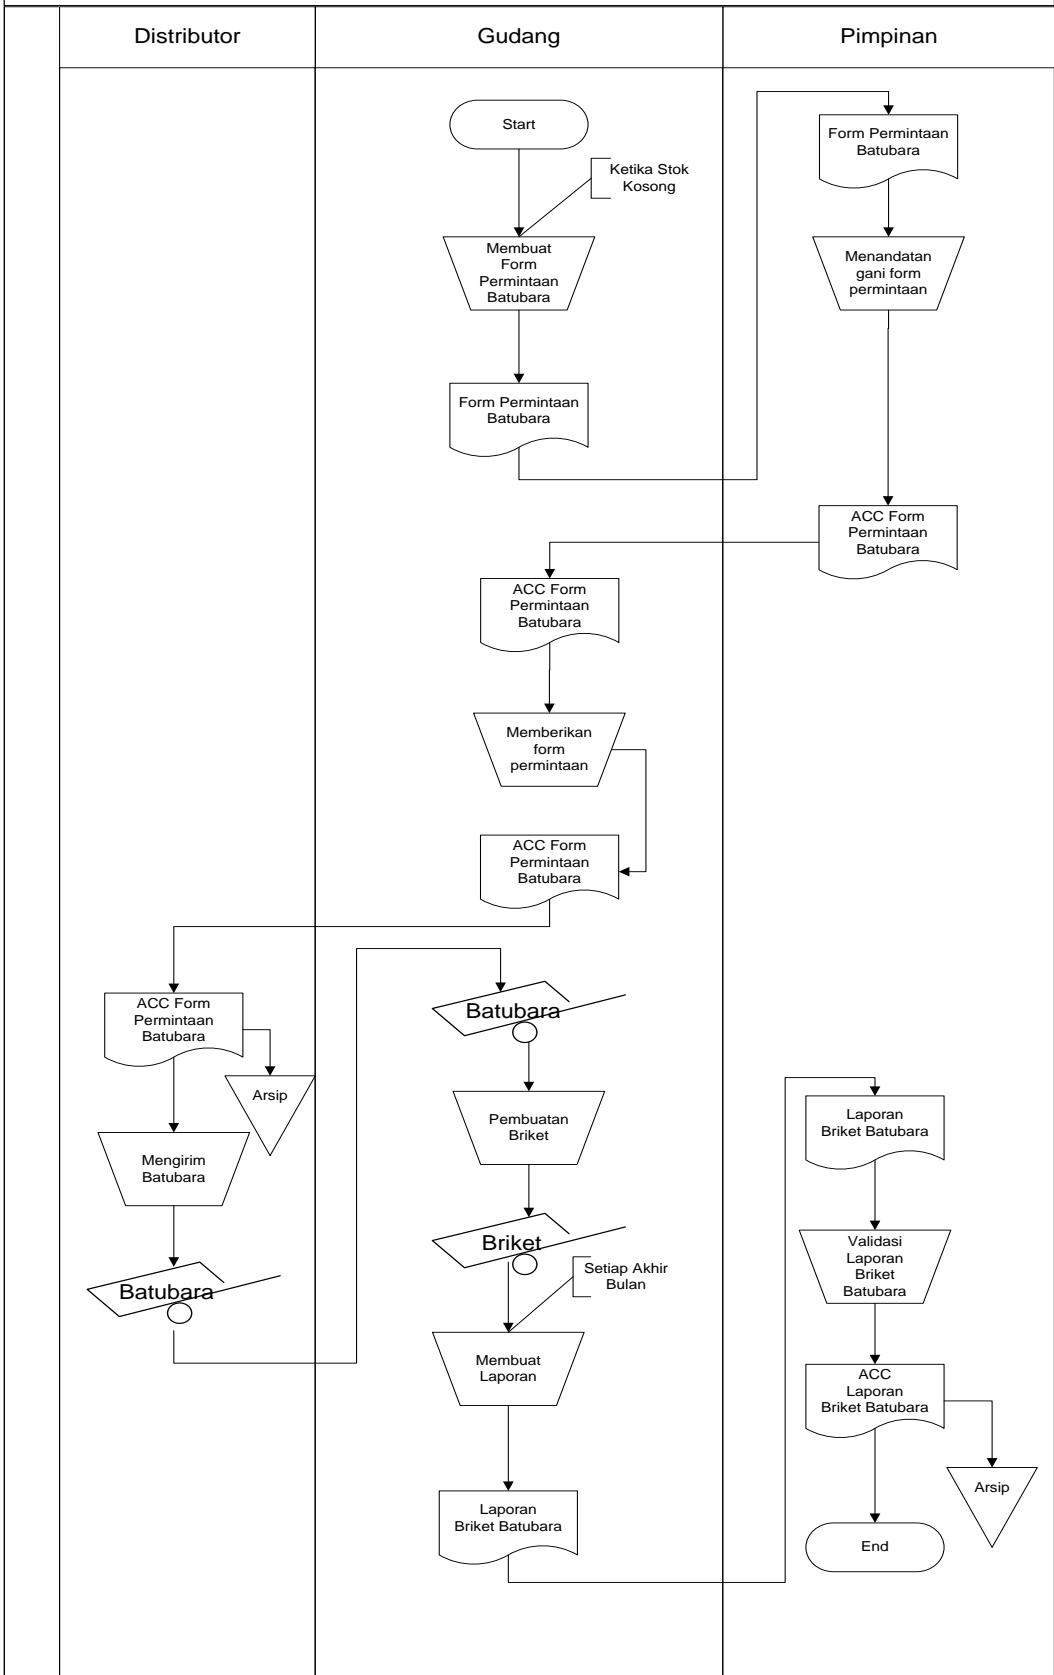 Distributor
Gudang
Pimpinan
Start
Ketika Stok
Kosong
Membuat
Form
Permintaan
Batubara
Form Permintaan
Batubara
Form Permintaan
Batubara
Menandatan
gani form
permintaan
ACC Form
Permintaan
Batubara
ACC Form
Permintaan
Batubara
Memberikan
form
permintaan
ACC Form
Permintaan
Batubara
ACC Form
Permintaan
Batubara
Arsip
Mengirim
Batubara
Batubara
Batubara
Pembuatan
Briket
Briket
Setiap Akhir
Bulan
Membuat
Laporan
Laporan
Briket Batubara
Laporan
Briket Batubara
Validasi
Laporan
Briket
Batubara
ACC
Laporan
Briket Batubara
Arsip
End